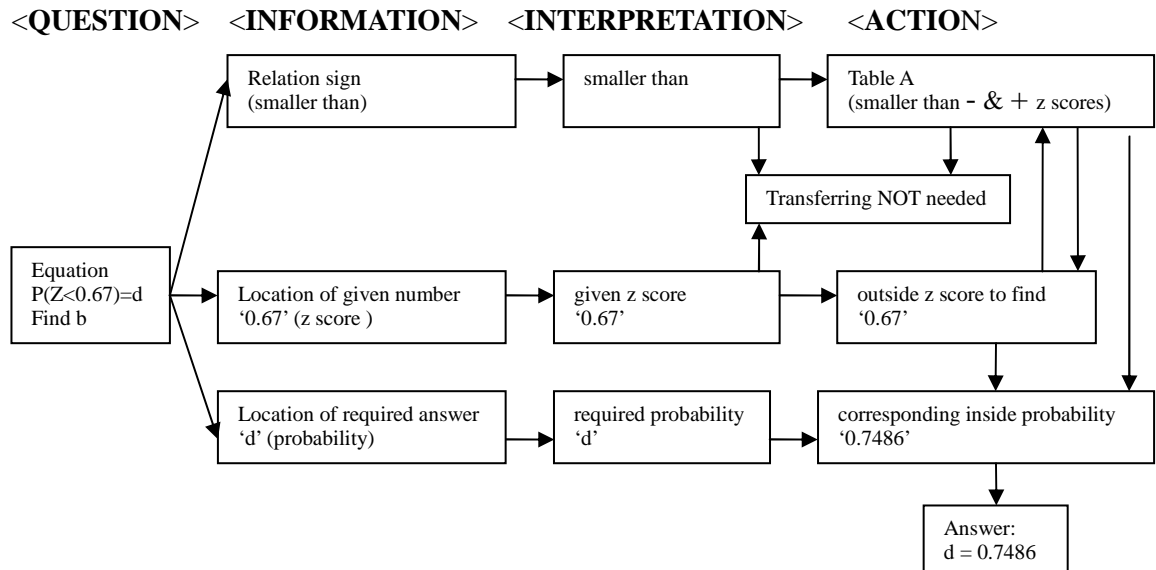 <QUESTION> <INFORMATION> <INTERPRETATION> <ACTION>
Relation sign
(smaller than)
smaller than
Table A
(smaller than - & + z scores)
Transferring NOT needed
Equation
P(Z<0.67)=d
Find b
Location of given number
‘0.67’ (z score )
given z score
‘0.67’
outside z score to find
‘0.67’
Location of required answer
‘d’ (probability)
required probability
‘d’
corresponding inside probability
‘0.7486’
Answer:
d = 0.7486